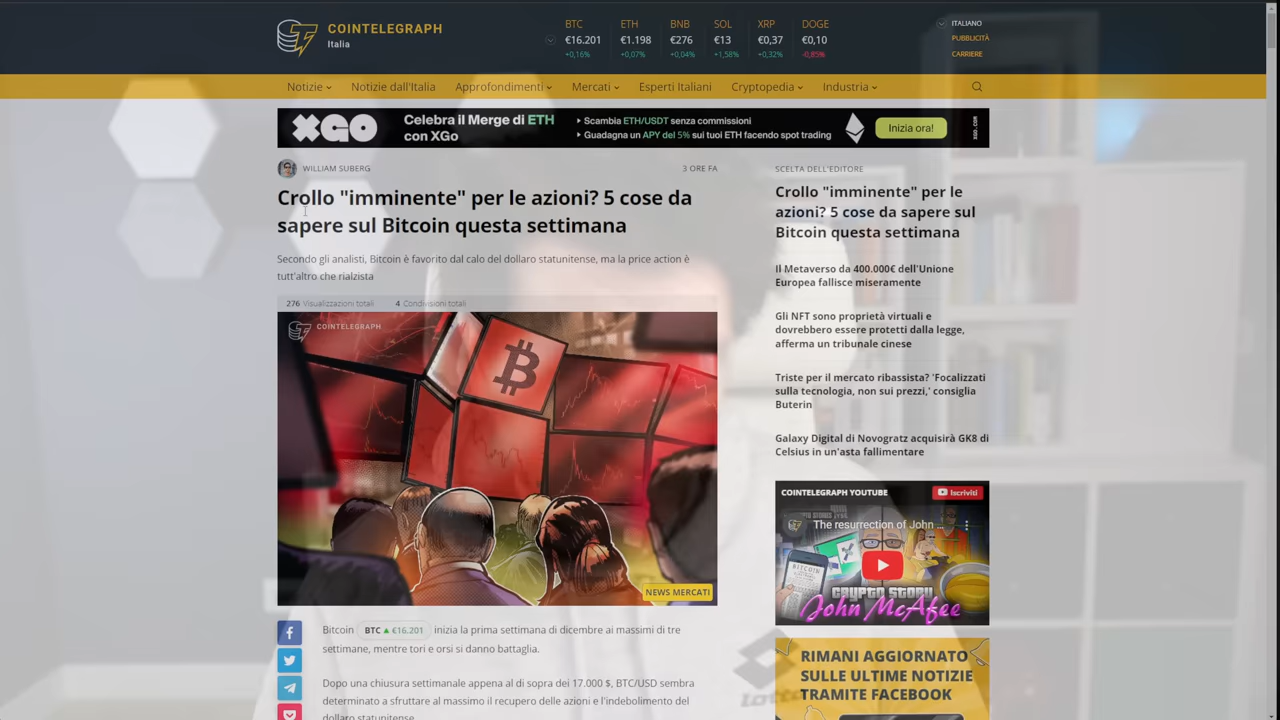 COINTELEGRAPH
Italia
BTC ETH BNB SOL XRP DOGE
€16.201 €1.198 €276 €13 €0,37 €0,10
+0,16% +0,07% +0,04% +1,58% +0,32% -0,85%
ITALIANO
PUBBLICITÀ
CARRIERE
Notizie Notizie dall'Italia Approfondimenti Mercati Esperti Italiani Cryptopedia Industria
XGO
Celebra il Merge di ETH
con XGo
Scambia ETH/USDT senza commissioni
Guadagna un APY del 5% sui tuoi ETH facendo spot trading
Inizia ora!
XGO.COM
WILLIAM SUBERG
3 ORE FA
Crollo "imminente" per le azioni? 5 cose da
sapere sul Bitcoin questa settimana
Secondo gli analisti, Bitcoin è favorito dal calo del dollaro statunitense, ma la price action è
tutt'altro che rialzista
276 Visualizzazioni totali 4 Condivisioni totali
COINTELEGRAPH
NEWS MERCATI
Bitcoin BTC €16.201 inizia la prima settimana di dicembre ai massimi di tre
settimane, mentre tori e orsi si danno battaglia.
Dopo una chiusura settimanale appena al di sopra dei 17.000 $, BTC/USD sembra
determinato a sfruttare al massimo il recupero delle azioni e l'indebolimento del
dollaro statunitense.
SCELTA DELL'EDITORE
Crollo "imminente" per le
azioni? 5 cose da sapere sul
Bitcoin questa settimana
Il Metaverso da 400.000€ dell'Unione
Europea fallisce miseramente
Gli NFT sono proprietà virtuali e
dovrebbero essere protetti dalla legge,
afferma un tribunale cinese
Triste per il mercato ribassista? 'Focalizzati
sulla tecnologia, non sui prezzi,' consiglia
Buterin
Galaxy Digital di Novogratz acquisirà GK8 di
Celsius in un'asta fallimentare
COINTELEGRAPH YOUTUBE
Iscriviti
The resurrection of John ...
BITCOIN
CRYPTO STORY
John McAfee
RIMANI AGGIORNATO
SULLE ULTIME NOTIZIE
TRAMITE FACEBOOK
lotto